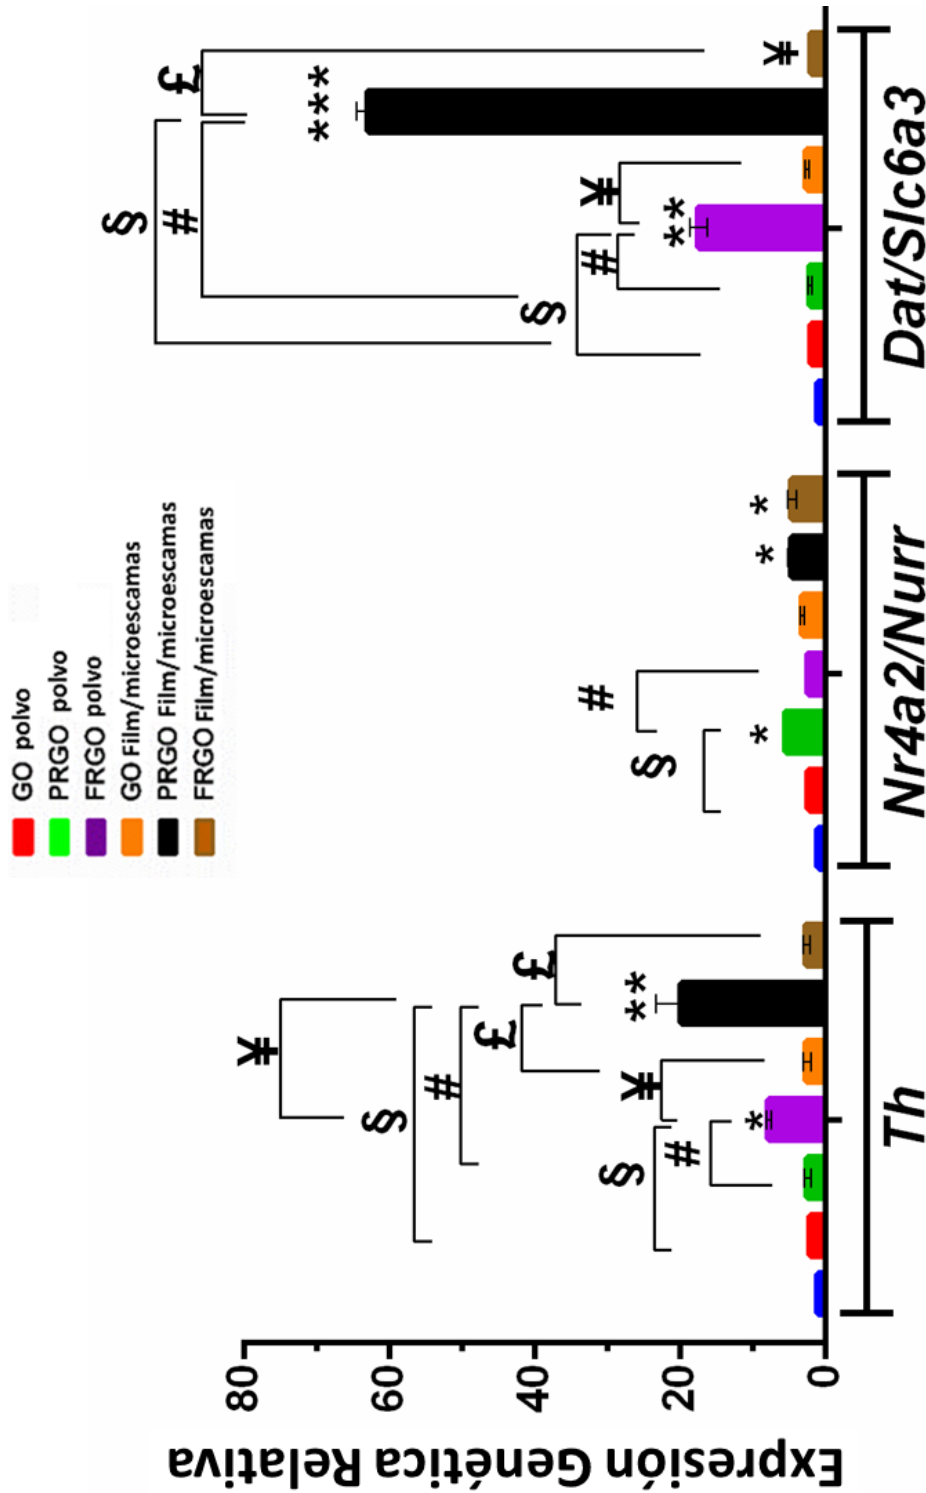 GO polvo
PRGO polvo
FRGO polvo
GO Film/microescamas
PRGO Film/microescamas
FRGO Film/microescamas
Expresión Genética Relativa
80
60
40
20
0
¥
§
#
£
£
**
¥
§
#
*
#
§
*
*
*
§
#
£
***
¥
§
#
¥
**
Th
Nr4a2/Nurr
Dat/Slc6a3